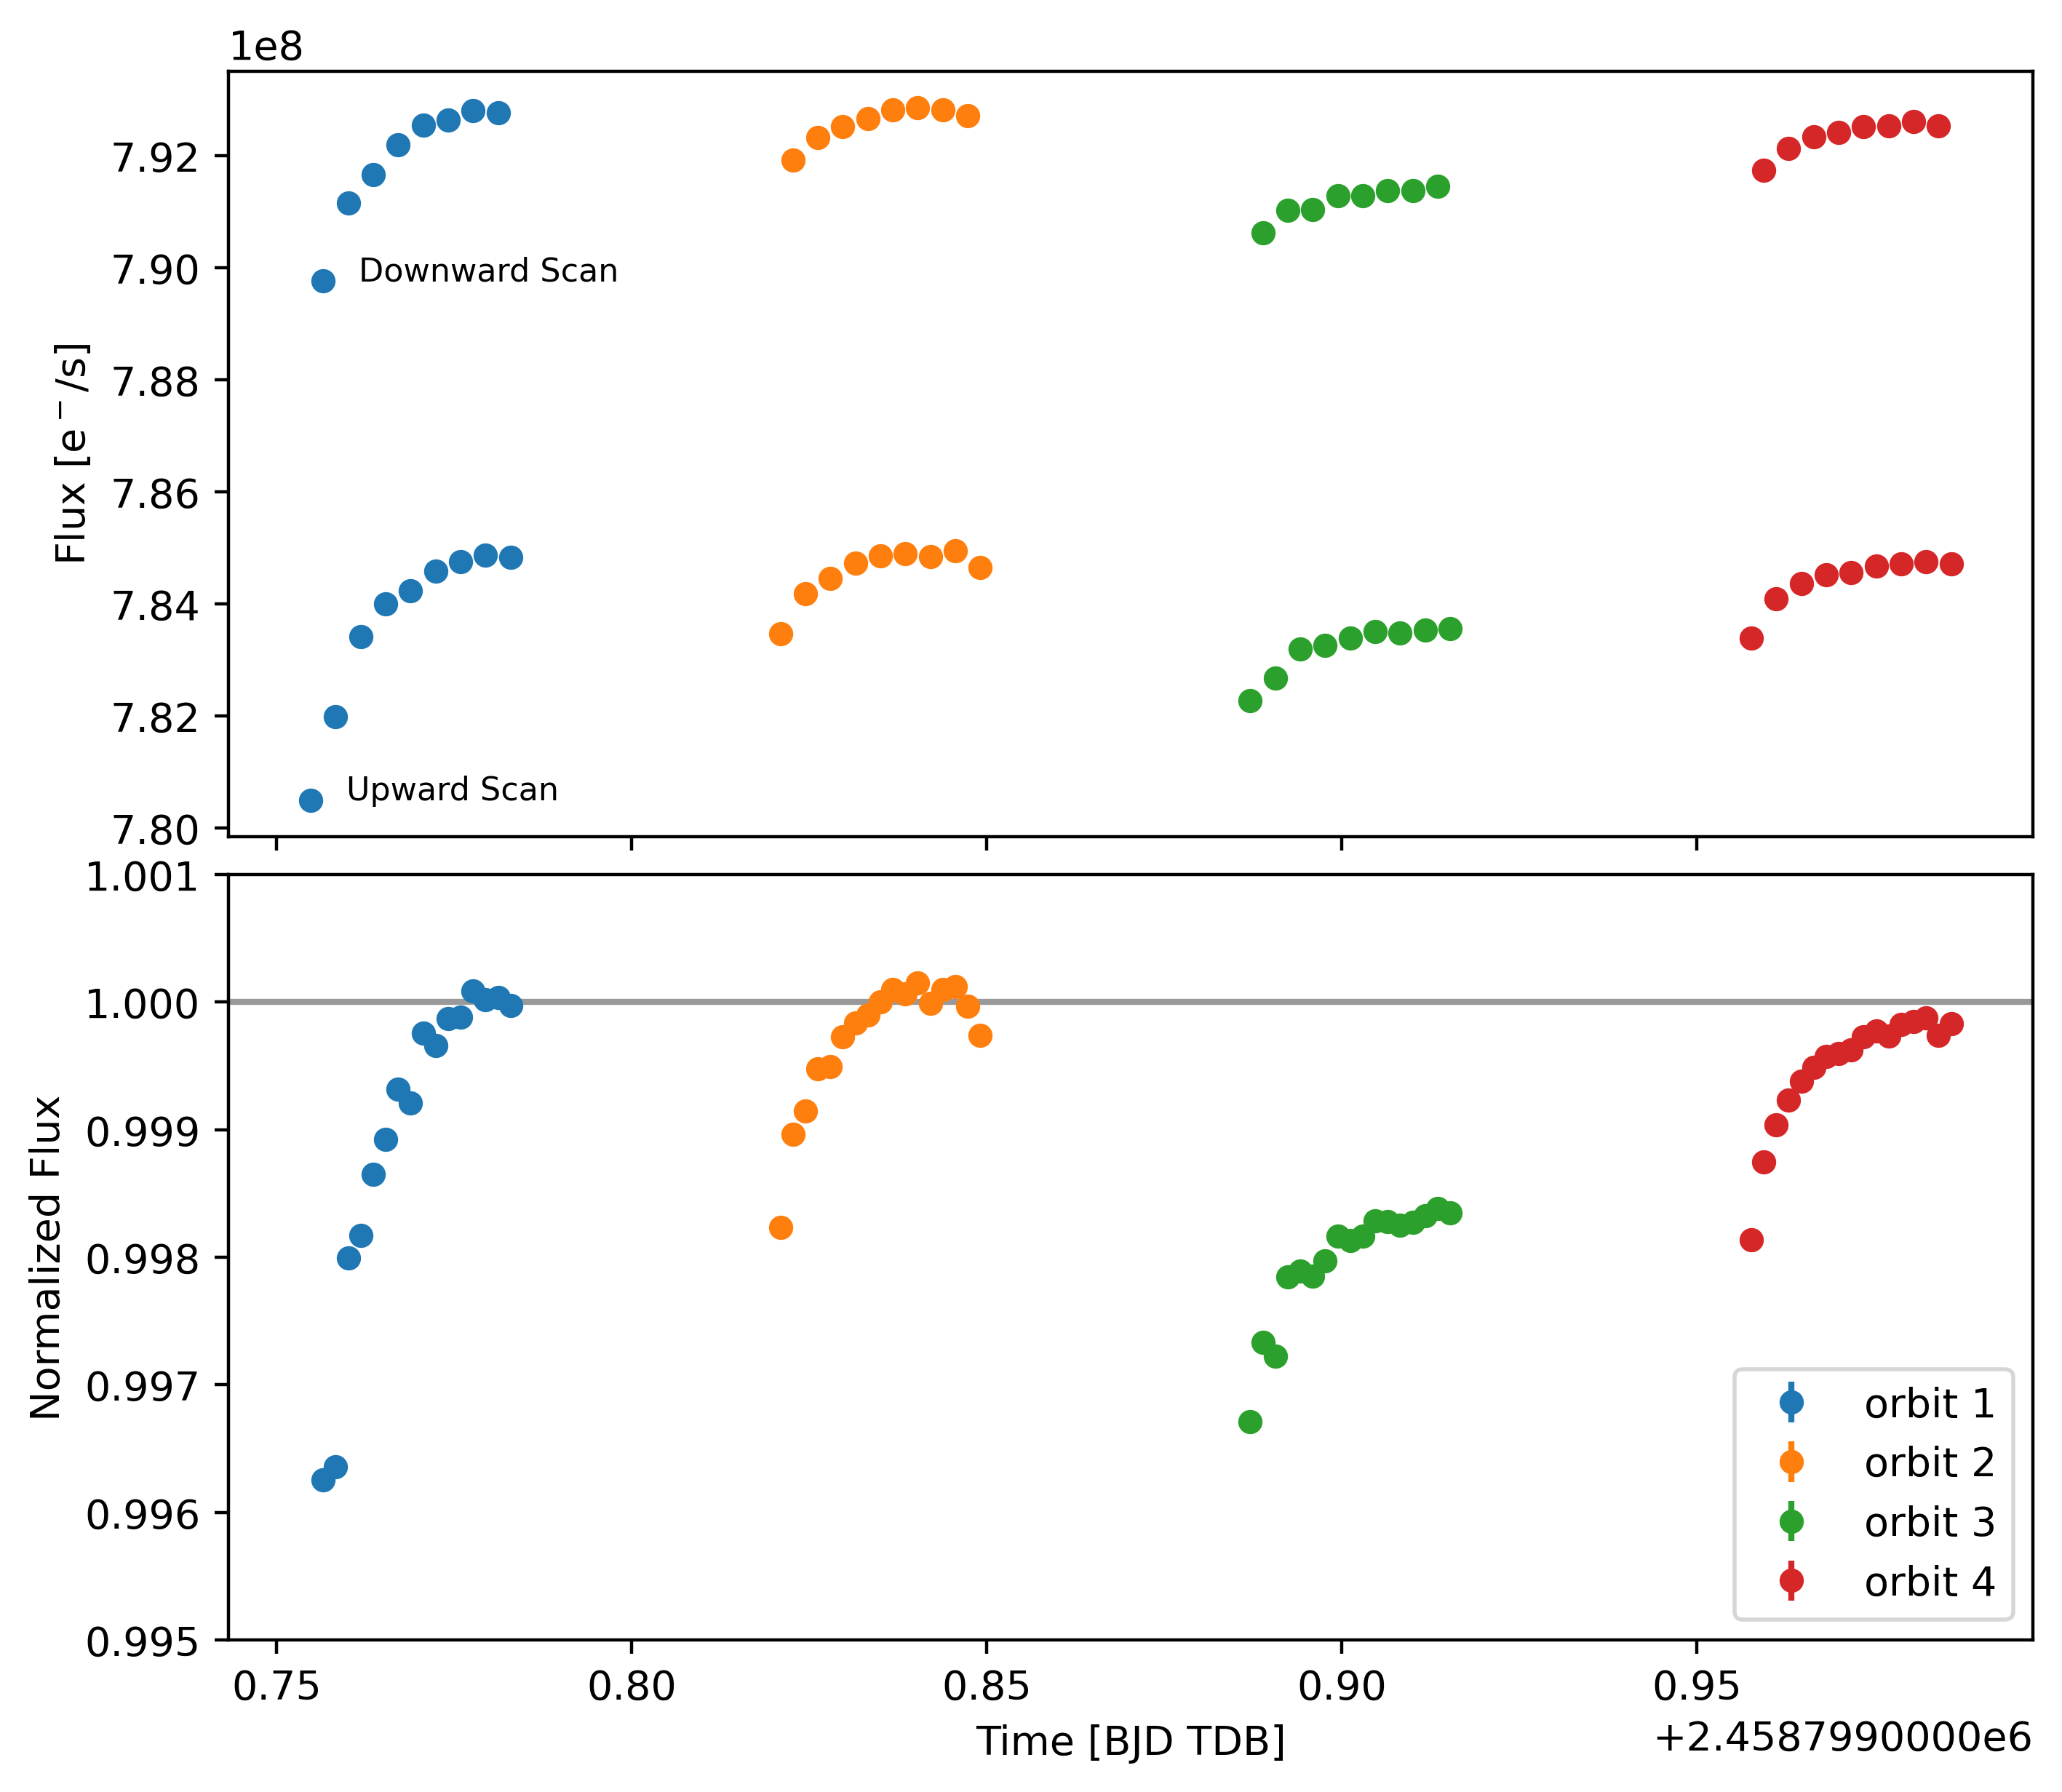 1e8
Flux [e⁻/s]
7.92
7.90
7.88
7.86
7.84
7.82
7.80
Downward Scan
Upward Scan
Normalized Flux
1.001
1.000
0.999
0.998
0.997
0.996
0.995
orbit 1
orbit 2
orbit 3
orbit 4
0.75 0.80 0.85 0.90 0.95
Time [BJD TDB]
+2.4587990000e6